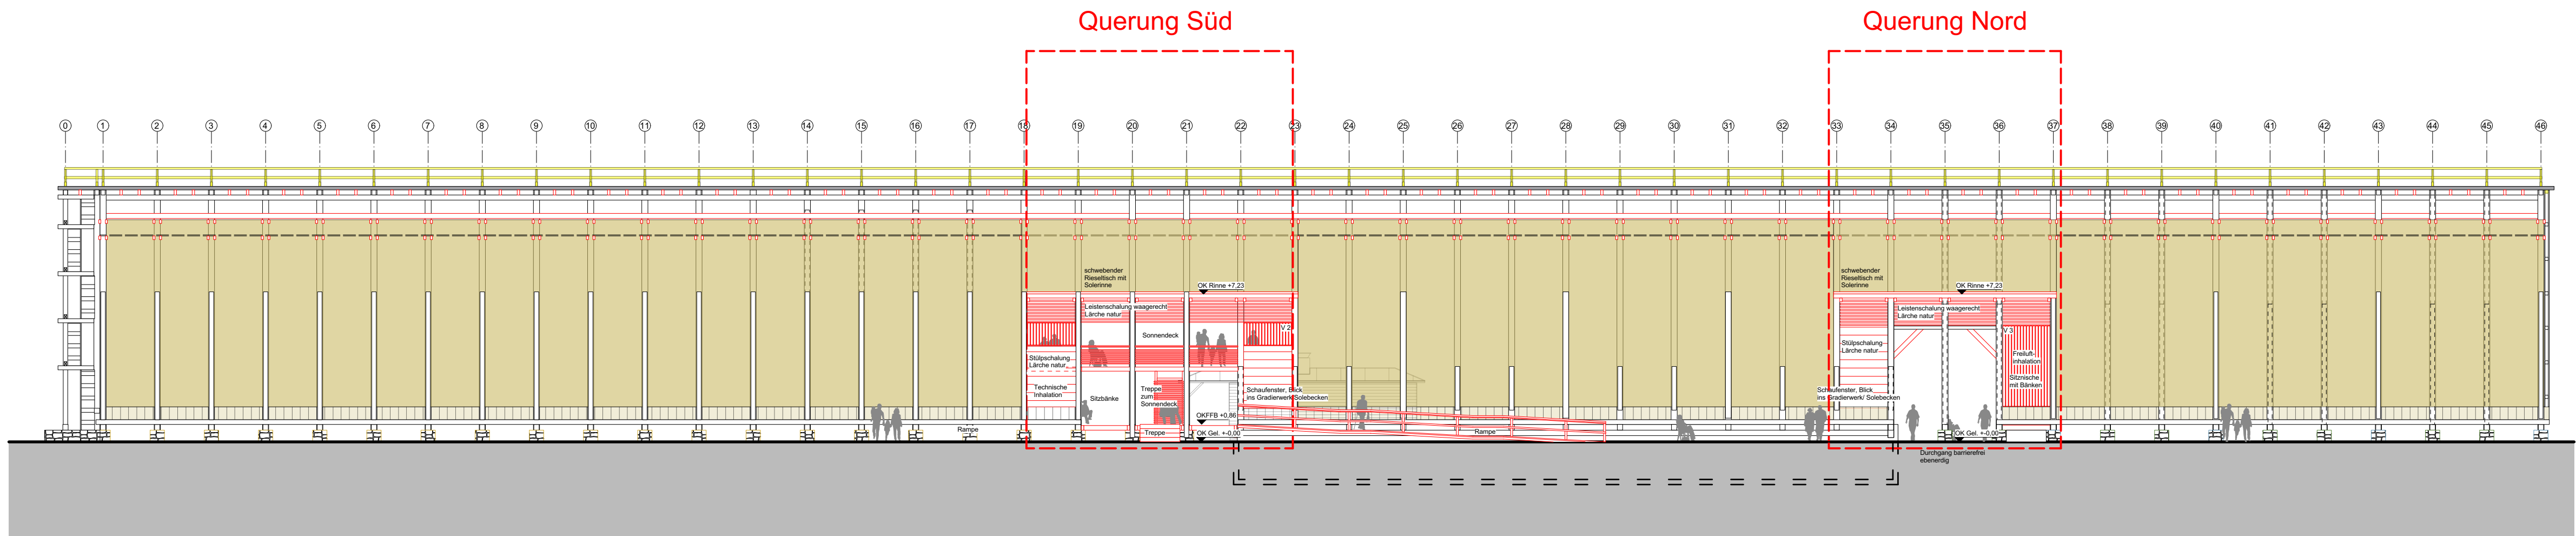 Querung Süd
Querung Nord
0 1 2 3 4 5 6 7 8 9 10 11 12 13 14 15 16 17 18 19 20 21 22 23 24 25 26 27 28 29 30 31 32 33 34 35 36 37 38 39 40 41 42 43 44 45 46
schwebender
Rieseltisch mit
Solerinne
OK Rinne +7,23
Leistenschalung waagerecht
Lärche natur
Sonnendeck
V 2
Stülpschalung
Lärche natur
Technische
Inhalation
Sitzbänke
Treppe
zum
Sonnendeck
Schaufenster, Blick
ins Gradierwerk/ Solebecken
OKFFB +0,86
Rampe
Treppe
OK Gel. +-0,00
Rampe
schwebender
Rieseltisch mit
Solerinne
OK Rinne +7,23
Leistenschalung waagerecht
Lärche natur
V 3
Stülpschalung
Lärche natur
Freiluft-
inhalation
Sitznische
mit Bänken
Schaufenster, Blick
ins Gradierwerk/ Solebecken
OK Gel. +-0,00
Durchgang barrierefrei
ebenerdig